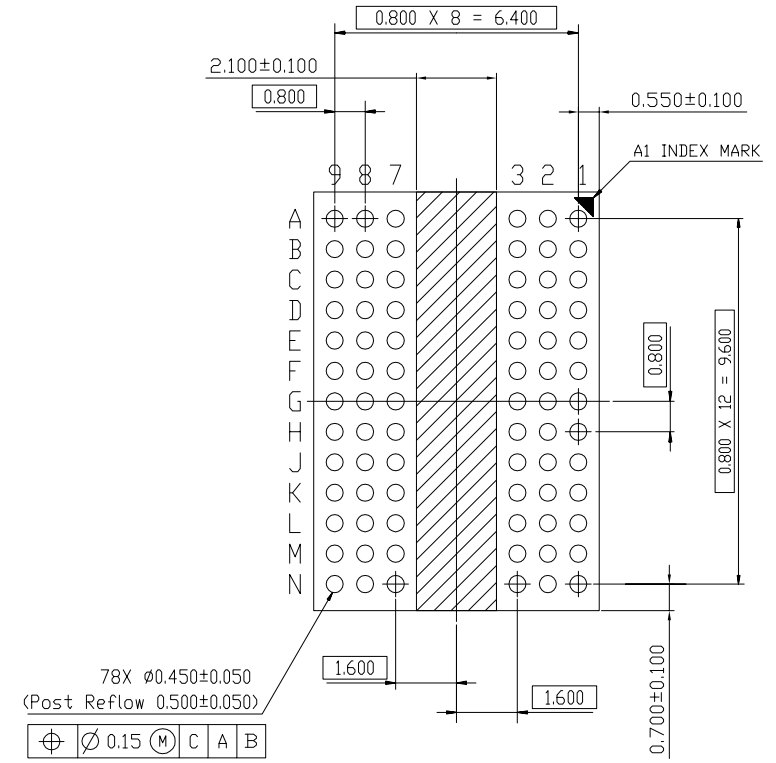 0.800 X 8 = 6.400
2.100±0.100
0.800
0.550±0.100
A1 INDEX MARK
9 8 7 3 2 1
A
B
C
D
E
F
G
H
J
K
L
M
N
0.800
0.800 X 12 = 9.600
1.600
1.600
0.700±0.100
78X ø0.450±0.050
(Post Reflow 0.500±0.050)
⌖ ⌀ 0.15 Ⓜ C A B